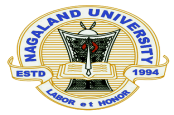 NAGALAND UNIVERSITY
ESTD 1994
LABOR et HONOR